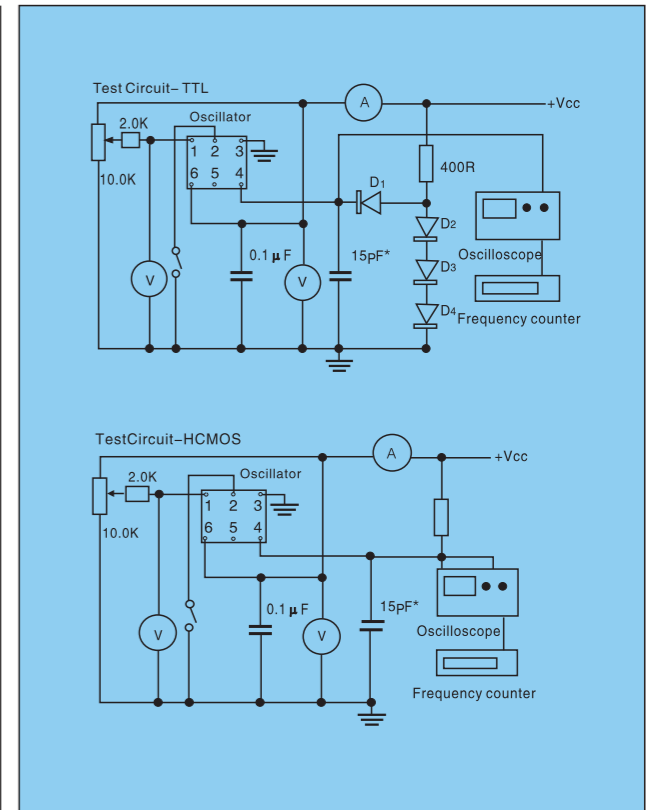 Test Circuit– TTL
A
+Vcc
Oscillator
2.0K
1 2 3
6 5 4
10.0K
400R
D1
D2
0.1 μ F
15pF*
Oscilloscope
V
V
D3
D4
Frequency counter
TestCircuit–HCMOS
A
+Vcc
Oscillator
2.0K
1 2 3
6 5 4
10.0K
0.1 μ F
15pF*
V
V
Oscilloscope
Frequency counter